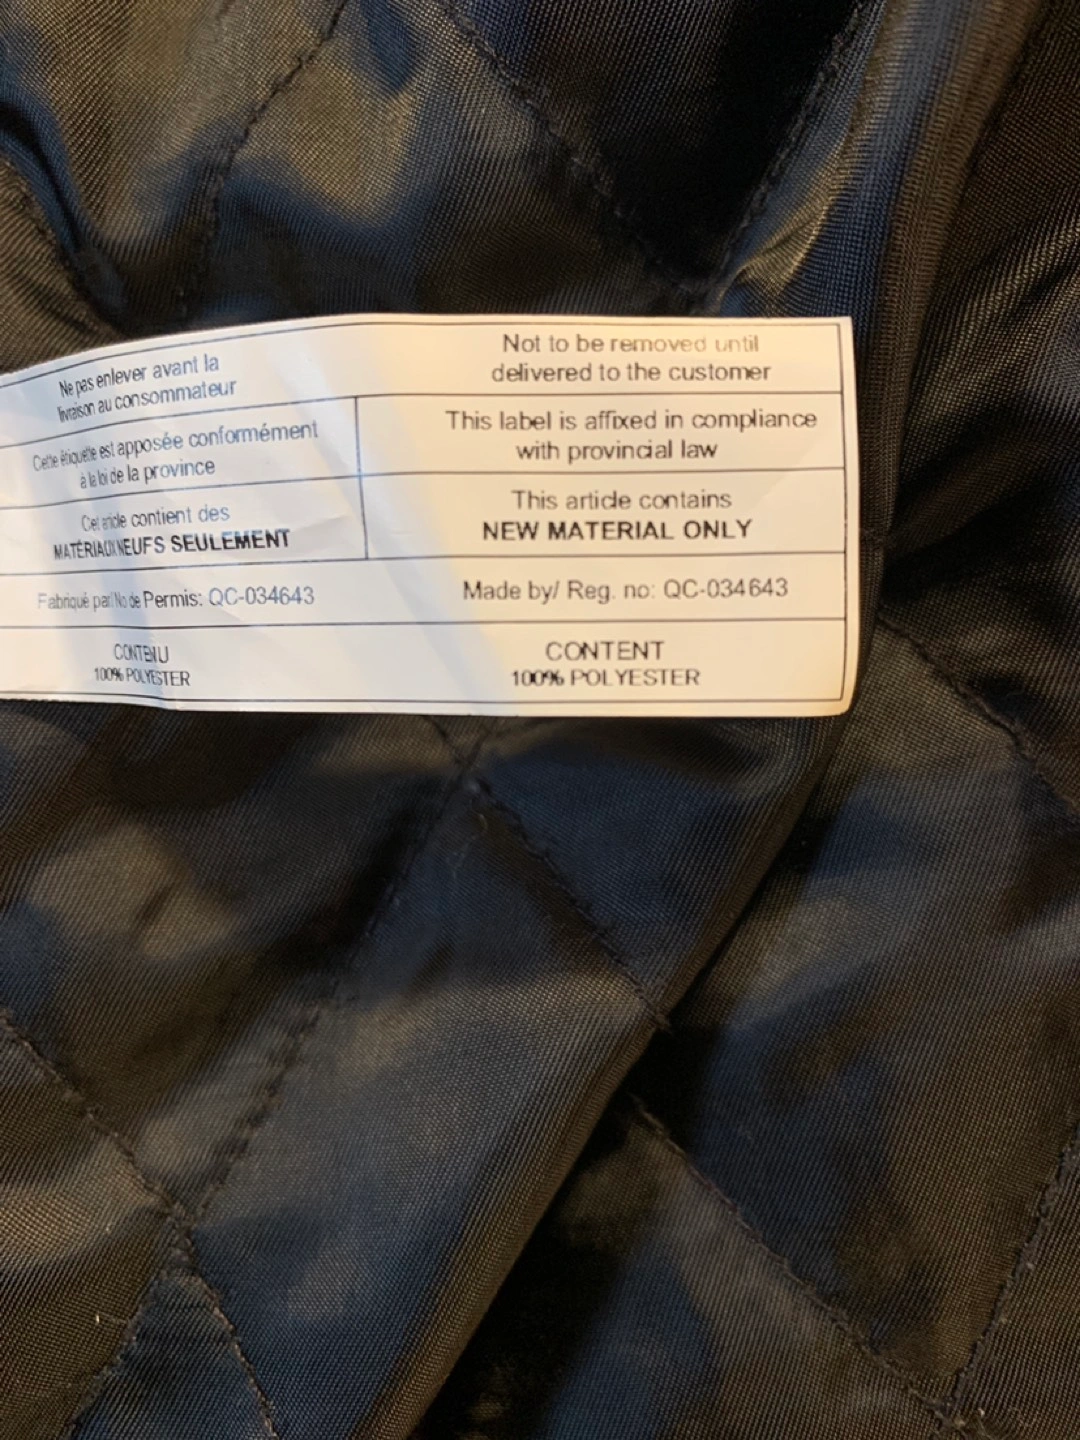 Ne pas enlever avant la
livraison au consommateur
Not to be removed until
delivered to the customer
Cette étiquette est apposée conformément
à la loi de la province
This label is affixed in compliance
with provincial law
Cet article contient des
MATÉRIAUX NEUFS SEULEMENT
This article contains
NEW MATERIAL ONLY
Fabriqué par/ No de Permis: QC-034643
Made by/ Reg. no: QC-034643
CONTENU
100% POLYESTER
CONTENT
100% POLYESTER